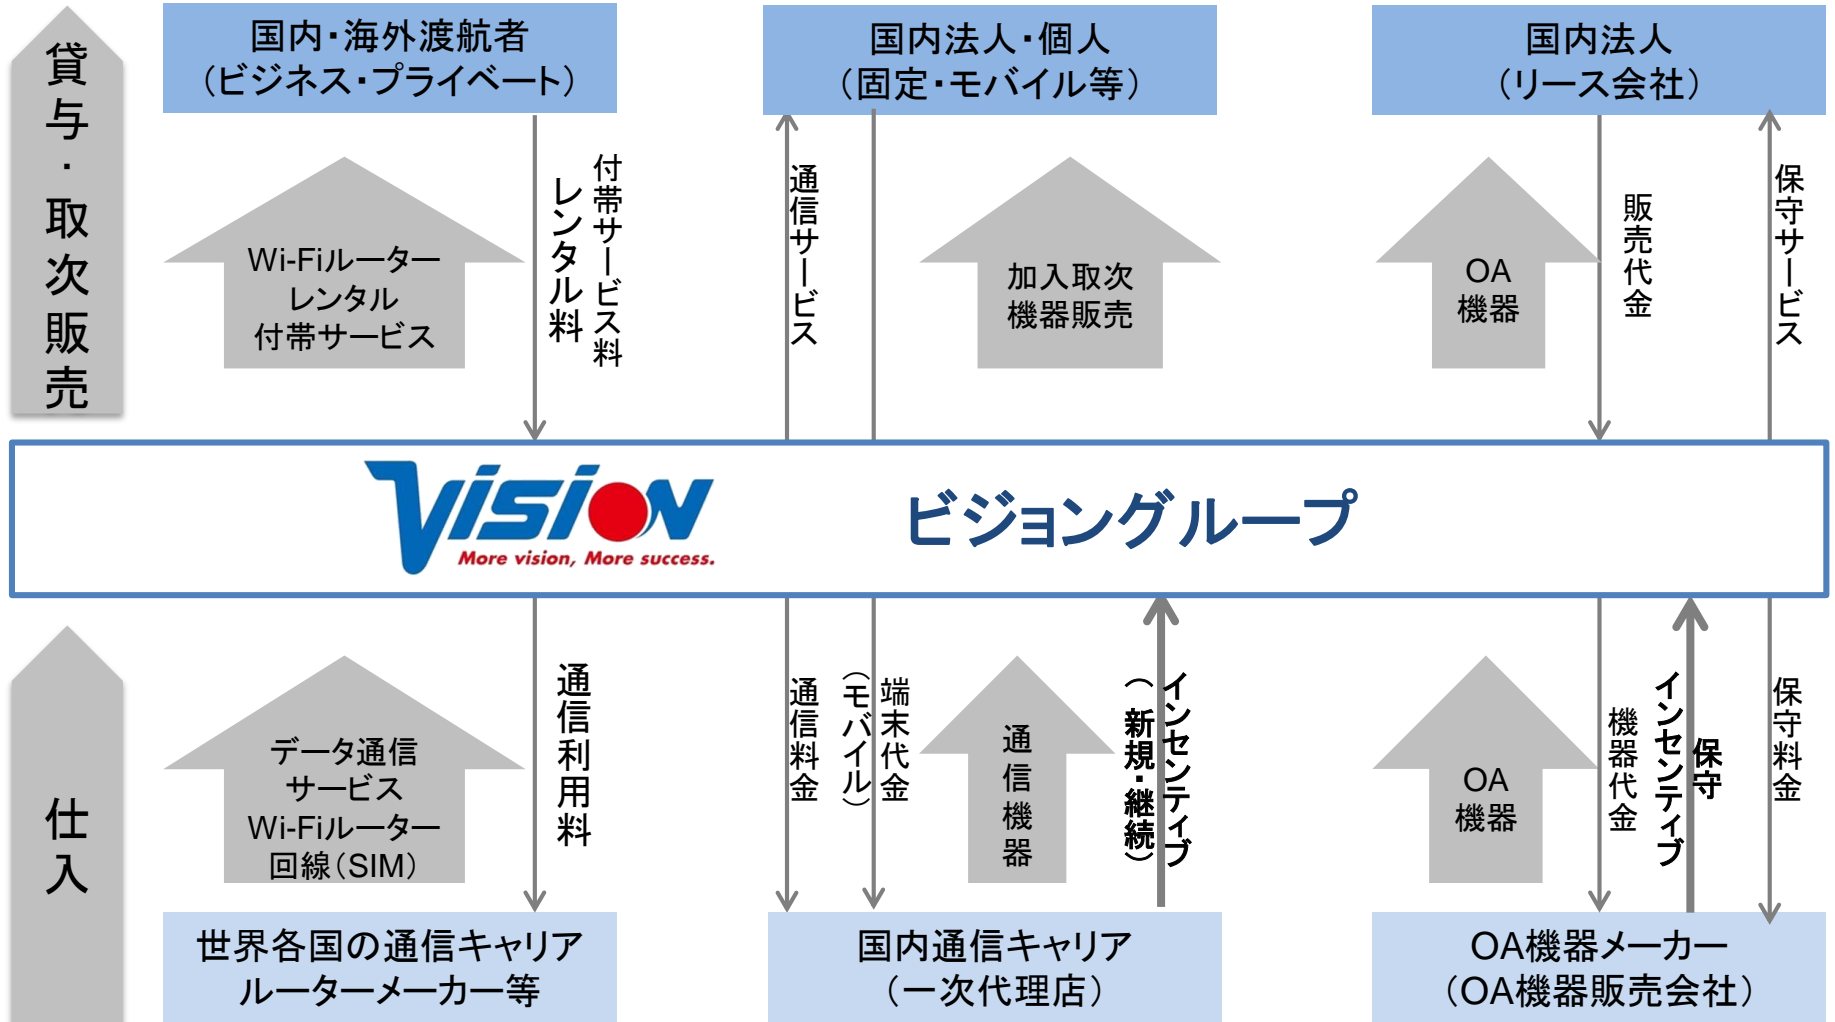 貸与・取次販売
国内・海外渡航者
（ビジネス・プライベート）
国内法人・個人
（固定・モバイル等）
国内法人
（リース会社）
Wi-Fiルーター
レンタル
付帯サービス
付帯サービス料
レンタル料
通信サービス
加入取次
機器販売
OA
機器
販売代金
保守サービス
VISION
More vision, More success.
ビジョングループ
仕入
データ通信
サービス
Wi-Fiルーター
回線（SIM）
通信利用料
通信料金
端末代金
（モバイル）
通信機器
インセンティブ
（新規・継続）
OA
機器
機器代金
保守
インセンティブ
保守料金
世界各国の通信キャリア
ルーターメーカー等
国内通信キャリア
（一次代理店）
OA機器メーカー
（OA機器販売会社）